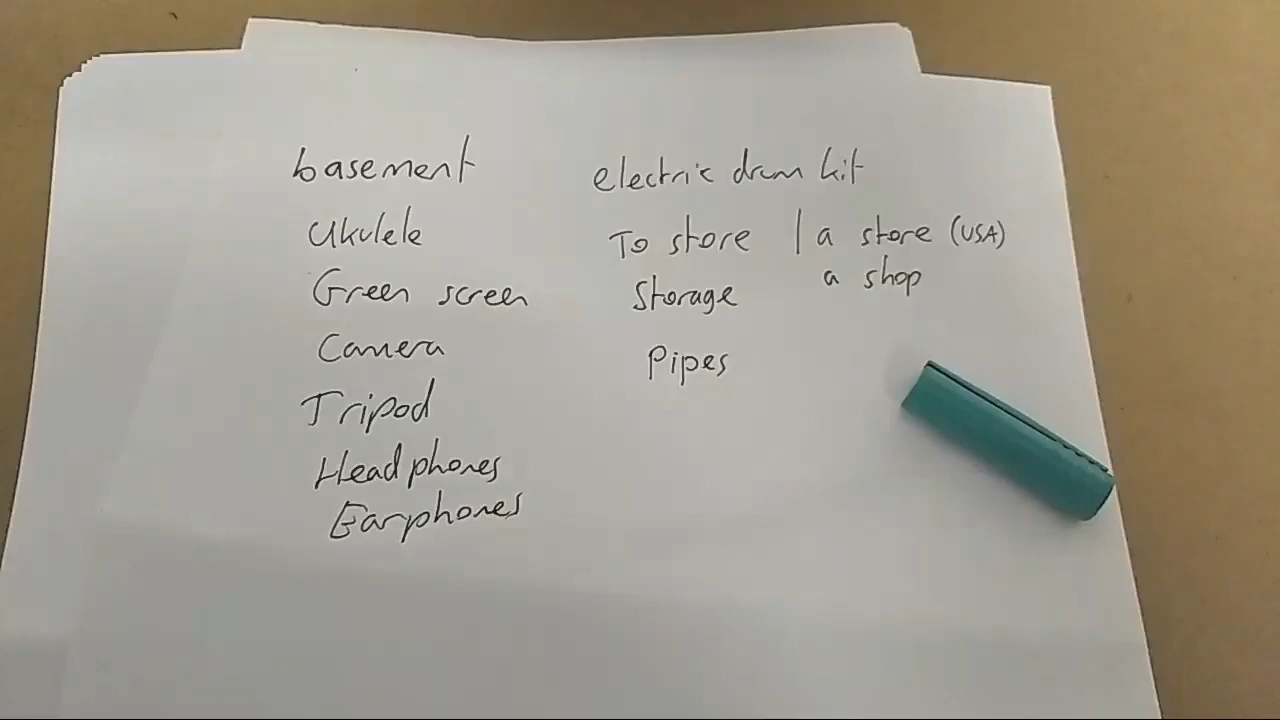 basement
Ukulele
Green screen
Camera
Tripod
Headphones
Earphones
electric drum kit
To store | a store (USA)
a shop
Storage
Pipes